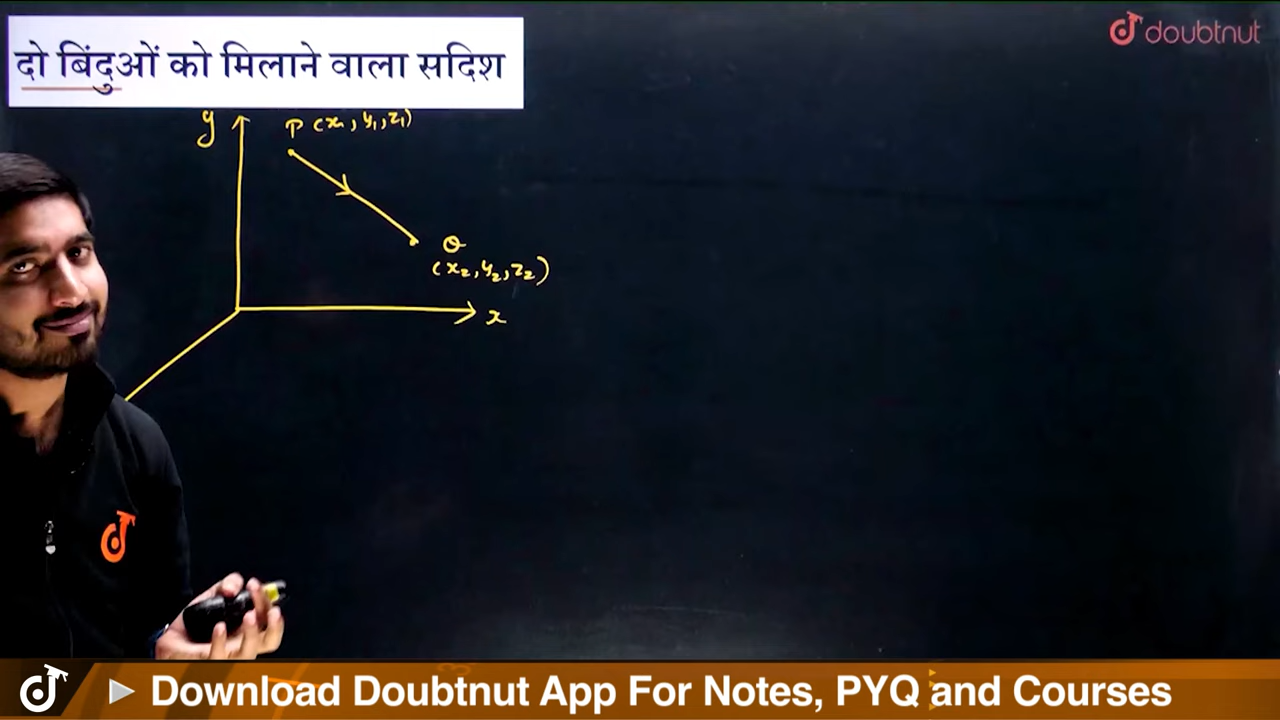 doubtnut
दो बिंदुओं को मिलाने वाला सदिश
y
P (x₁, y₁, z₁)
Q
(x₂, y₂, z₂)
x
Download Doubtnut App For Notes, PYQ and Courses